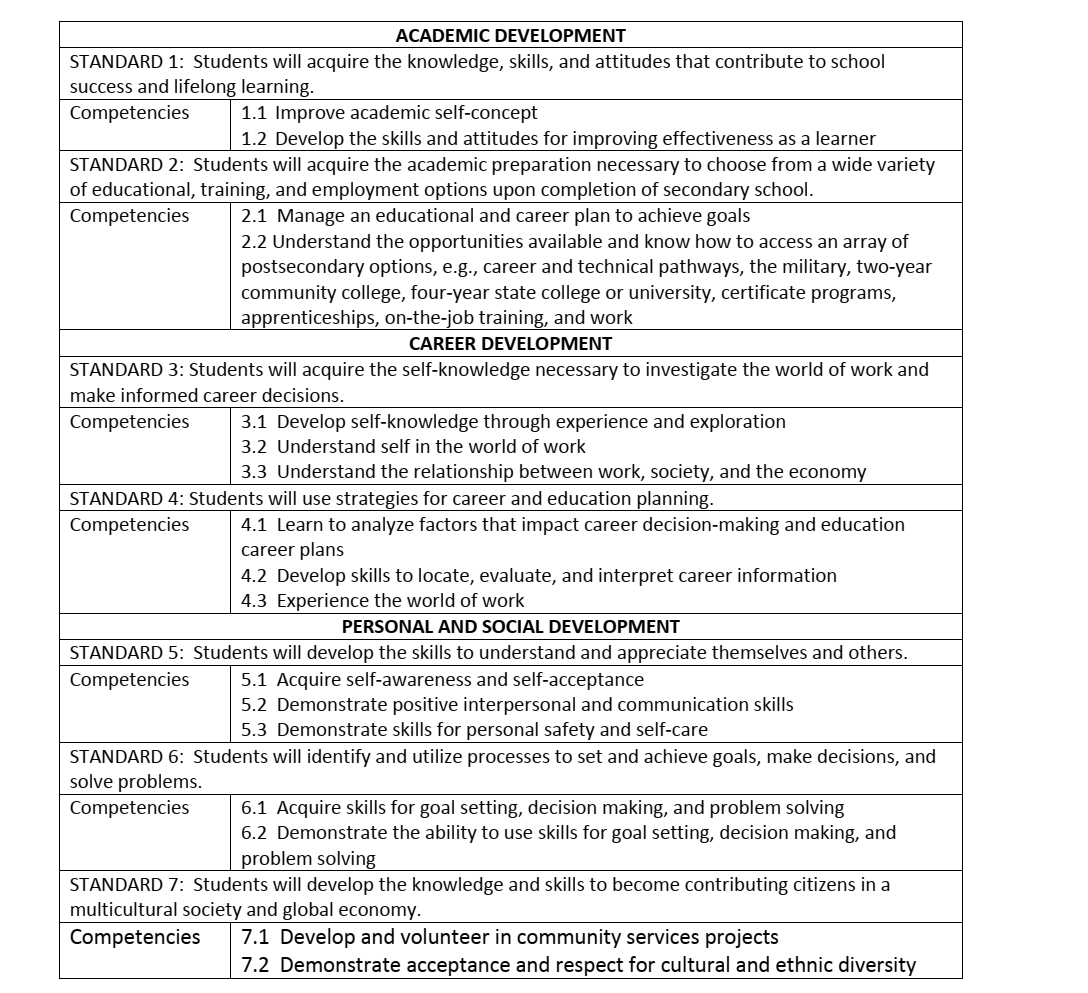 ACADEMIC DEVELOPMENT
STANDARD 1:  Students will acquire the knowledge, skills, and attitudes that contribute to school
success and lifelong learning.
Competencies
1.1  Improve academic self-concept
1.2  Develop the skills and attitudes for improving effectiveness as a learner
STANDARD 2:  Students will acquire the academic preparation necessary to choose from a wide variety
of educational, training, and employment options upon completion of secondary school.
Competencies
2.1  Manage an educational and career plan to achieve goals
2.2 Understand the opportunities available and know how to access an array of
postsecondary options, e.g., career and technical pathways, the military, two-year
community college, four-year state college or university, certificate programs,
apprenticeships, on-the-job training, and work
CAREER DEVELOPMENT
STANDARD 3: Students will acquire the self-knowledge necessary to investigate the world of work and
make informed career decisions.
Competencies
3.1  Develop self-knowledge through experience and exploration
3.2  Understand self in the world of work
3.3  Understand the relationship between work, society, and the economy
STANDARD 4: Students will use strategies for career and education planning.
Competencies
4.1  Learn to analyze factors that impact career decision-making and education
career plans
4.2  Develop skills to locate, evaluate, and interpret career information
4.3  Experience the world of work
PERSONAL AND SOCIAL DEVELOPMENT
STANDARD 5:  Students will develop the skills to understand and appreciate themselves and others.
Competencies
5.1  Acquire self-awareness and self-acceptance
5.2  Demonstrate positive interpersonal and communication skills
5.3  Demonstrate skills for personal safety and self-care
STANDARD 6:  Students will identify and utilize processes to set and achieve goals, make decisions, and
solve problems.
Competencies
6.1  Acquire skills for goal setting, decision making, and problem solving
6.2  Demonstrate the ability to use skills for goal setting, decision making, and
problem solving
STANDARD 7:  Students will develop the knowledge and skills to become contributing citizens in a
multicultural society and global economy.
Competencies
7.1  Develop and volunteer in community services projects
7.2  Demonstrate acceptance and respect for cultural and ethnic diversity